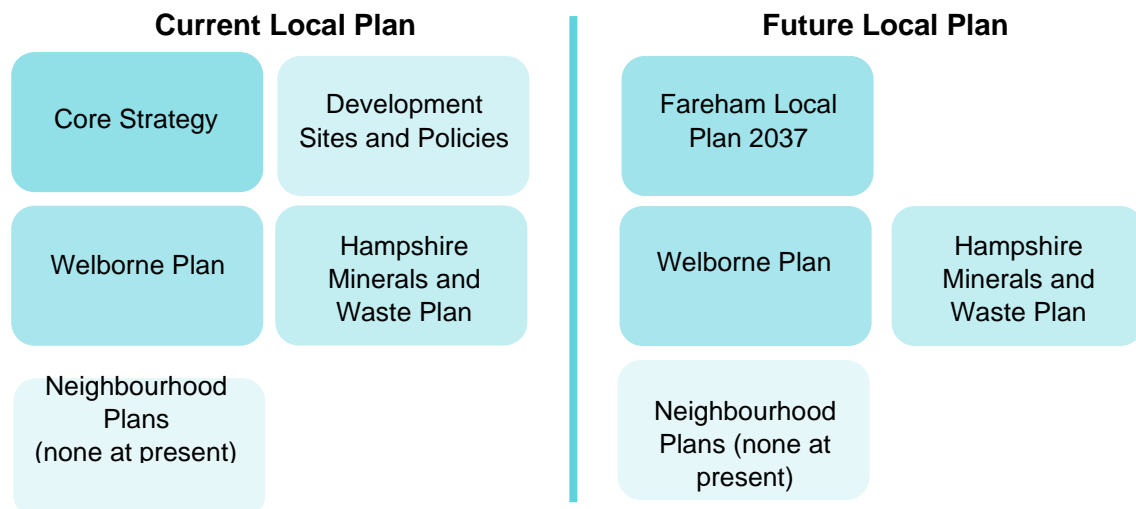 Current Local Plan
Core Strategy
Development
Sites and Policies
Welborne Plan
Hampshire
Minerals and
Waste Plan
Neighbourhood
Plans
(none at present)
Future Local Plan
Fareham Local
Plan 2037
Welborne Plan
Hampshire
Minerals and
Waste Plan
Neighbourhood
Plans (none at
present)